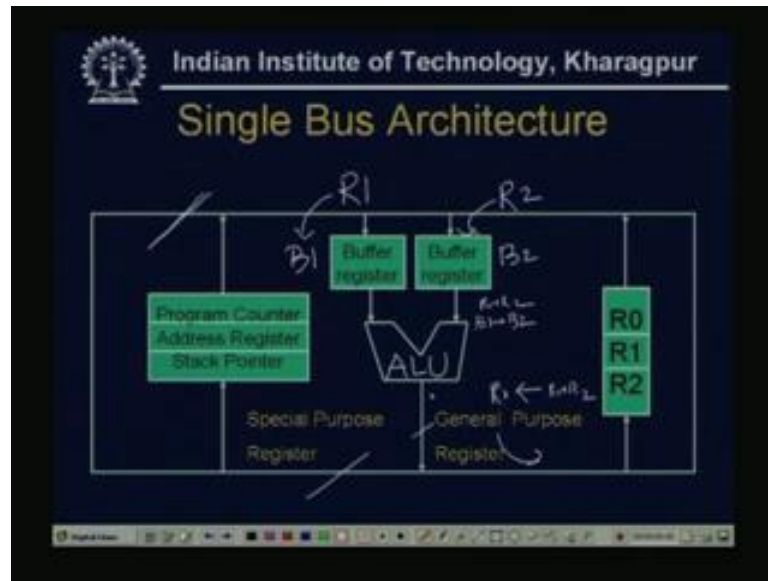 Indian Institute of Technology, Kharagpur
Single Bus Architecture
R1
R2
B1
Buffer register
Buffer register
B2
Program Counter
Address Register
Stack Pointer
ALU
R0
R1
R2
Special Purpose
Register
General Purpose
Register